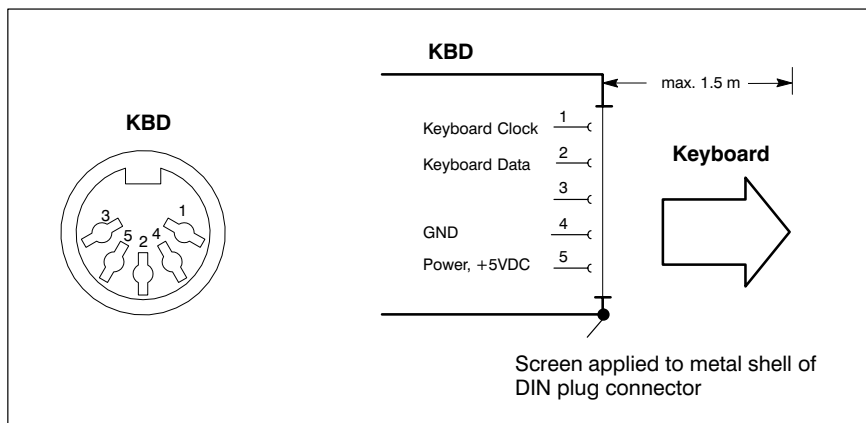 KBD
3
5
2
4
1
KBD
max. 1.5 m
Keyboard Clock 1
Keyboard Data 2
3
GND 4
Power, +5VDC 5
Keyboard
Screen applied to metal shell of
DIN plug connector